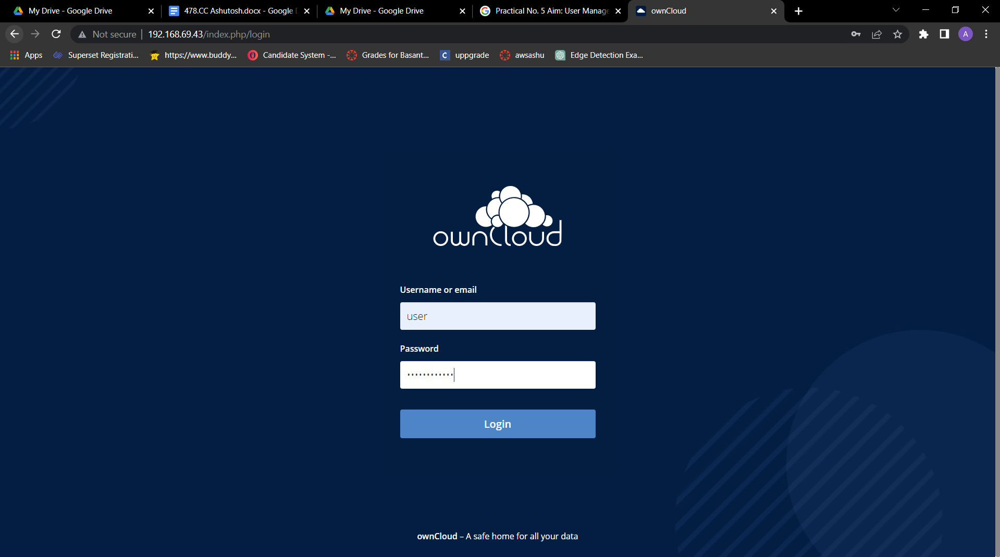 My Drive - Google Drive
478.CC Ashutosh.docx - Google D
My Drive - Google Drive
Practical No. 5 Aim: User Manage
ownCloud
Not secure
192.168.69.43/index.php/login
A
Apps
Superset Registrati...
https://www.buddy...
Candidate System -...
Grades for Basant...
C
uppgrade
awsashu
Edge Detection Exa...
ownCloud
Username or email
user
Password
Login
ownCloud – A safe home for all your data